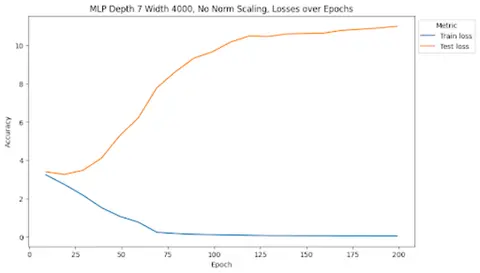 MLP Depth 7 Width 4000, No Norm Scaling, Losses over Epochs
Metric
Train loss
Test loss
Accuracy
10
8
6
4
2
0
0 25 50 75 100 125 150 175 200
Epoch